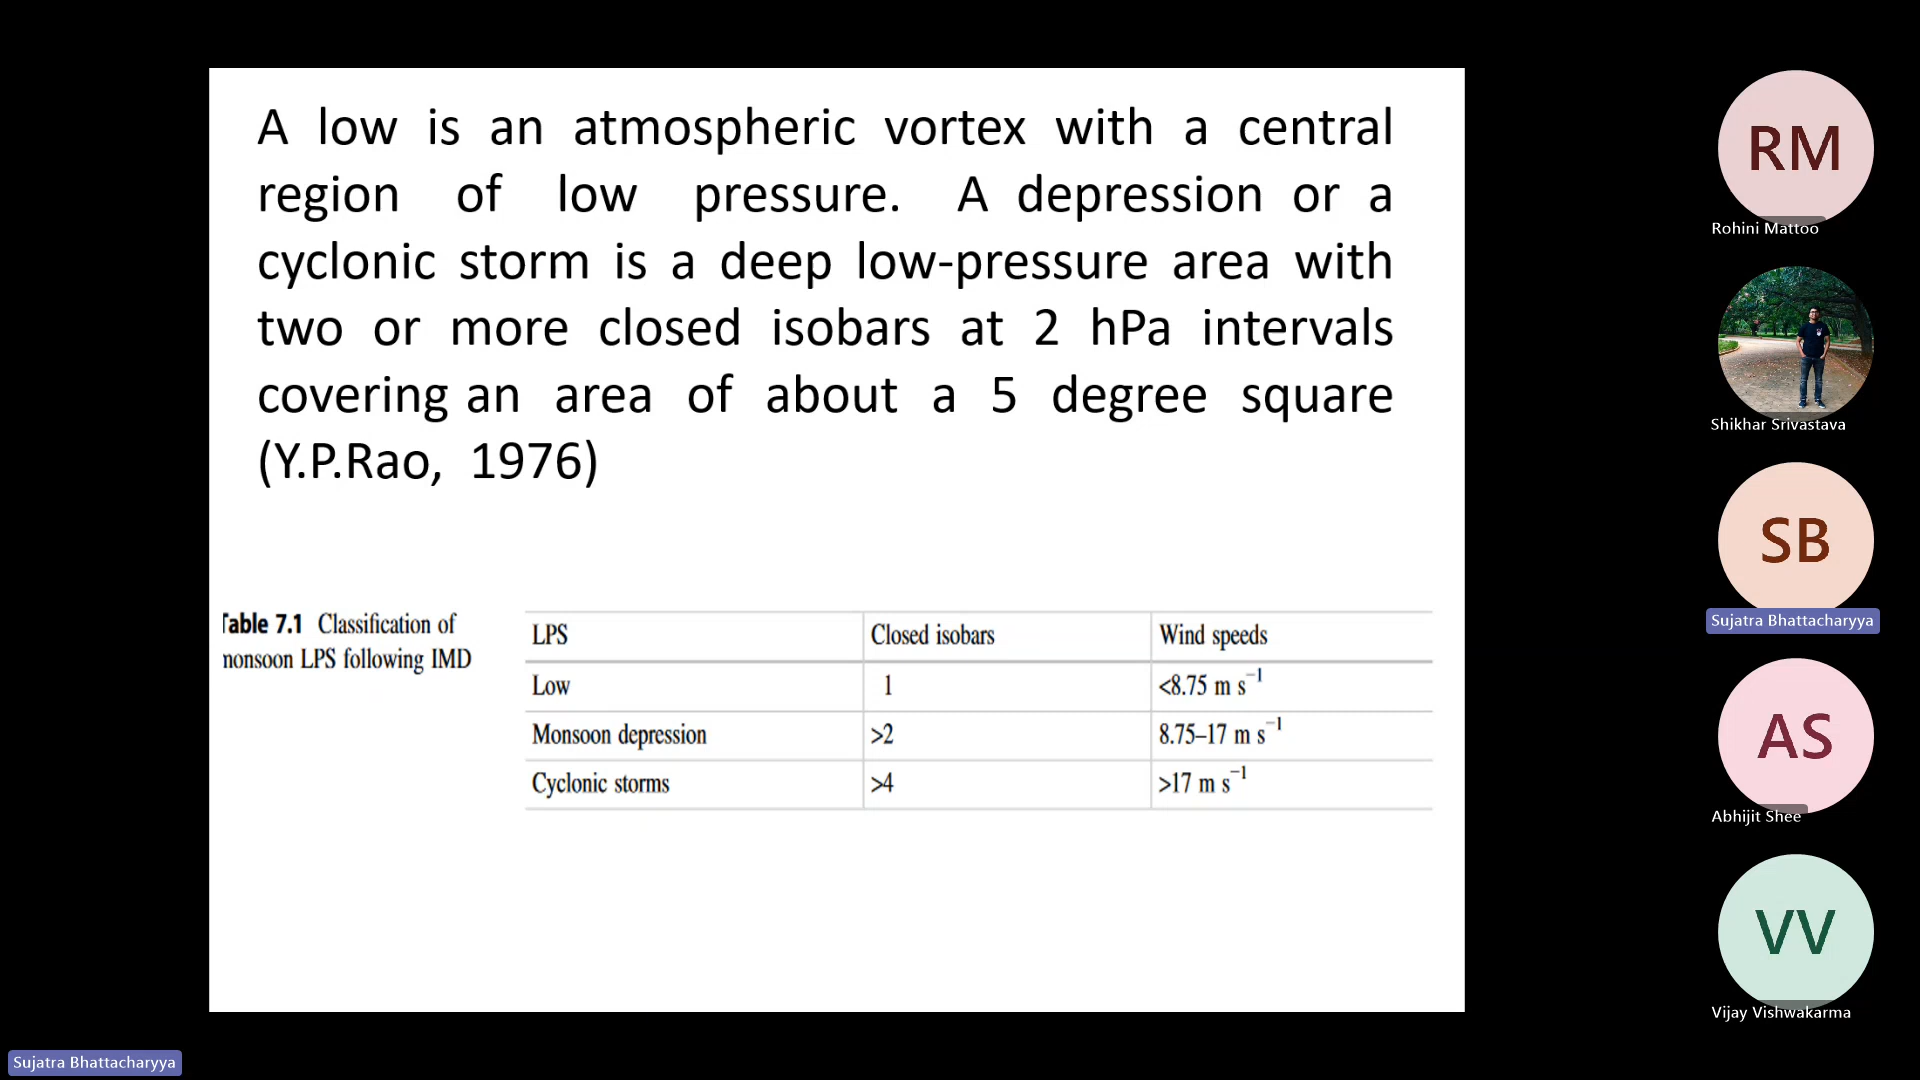 A low is an atmospheric vortex with a central
region of low pressure. A depression or a
cyclonic storm is a deep low-pressure area with
two or more closed isobars at 2 hPa intervals
covering an area of about a 5 degree square
(Y.P.Rao, 1976)
Table 7.1 Classification of
monsoon LPS following IMD
LPS Closed isobars Wind speeds
Low 1 <8.75 m s⁻¹
Monsoon depression >2 8.75–17 m s⁻¹
Cyclonic storms >4 >17 m s⁻¹
RM
Rohini Mattoo
Shikhar Srivastava
SB
Sujatra Bhattacharyya
AS
Abhijit Shee
VV
Vijay Vishwakarma
Sujatra Bhattacharyya